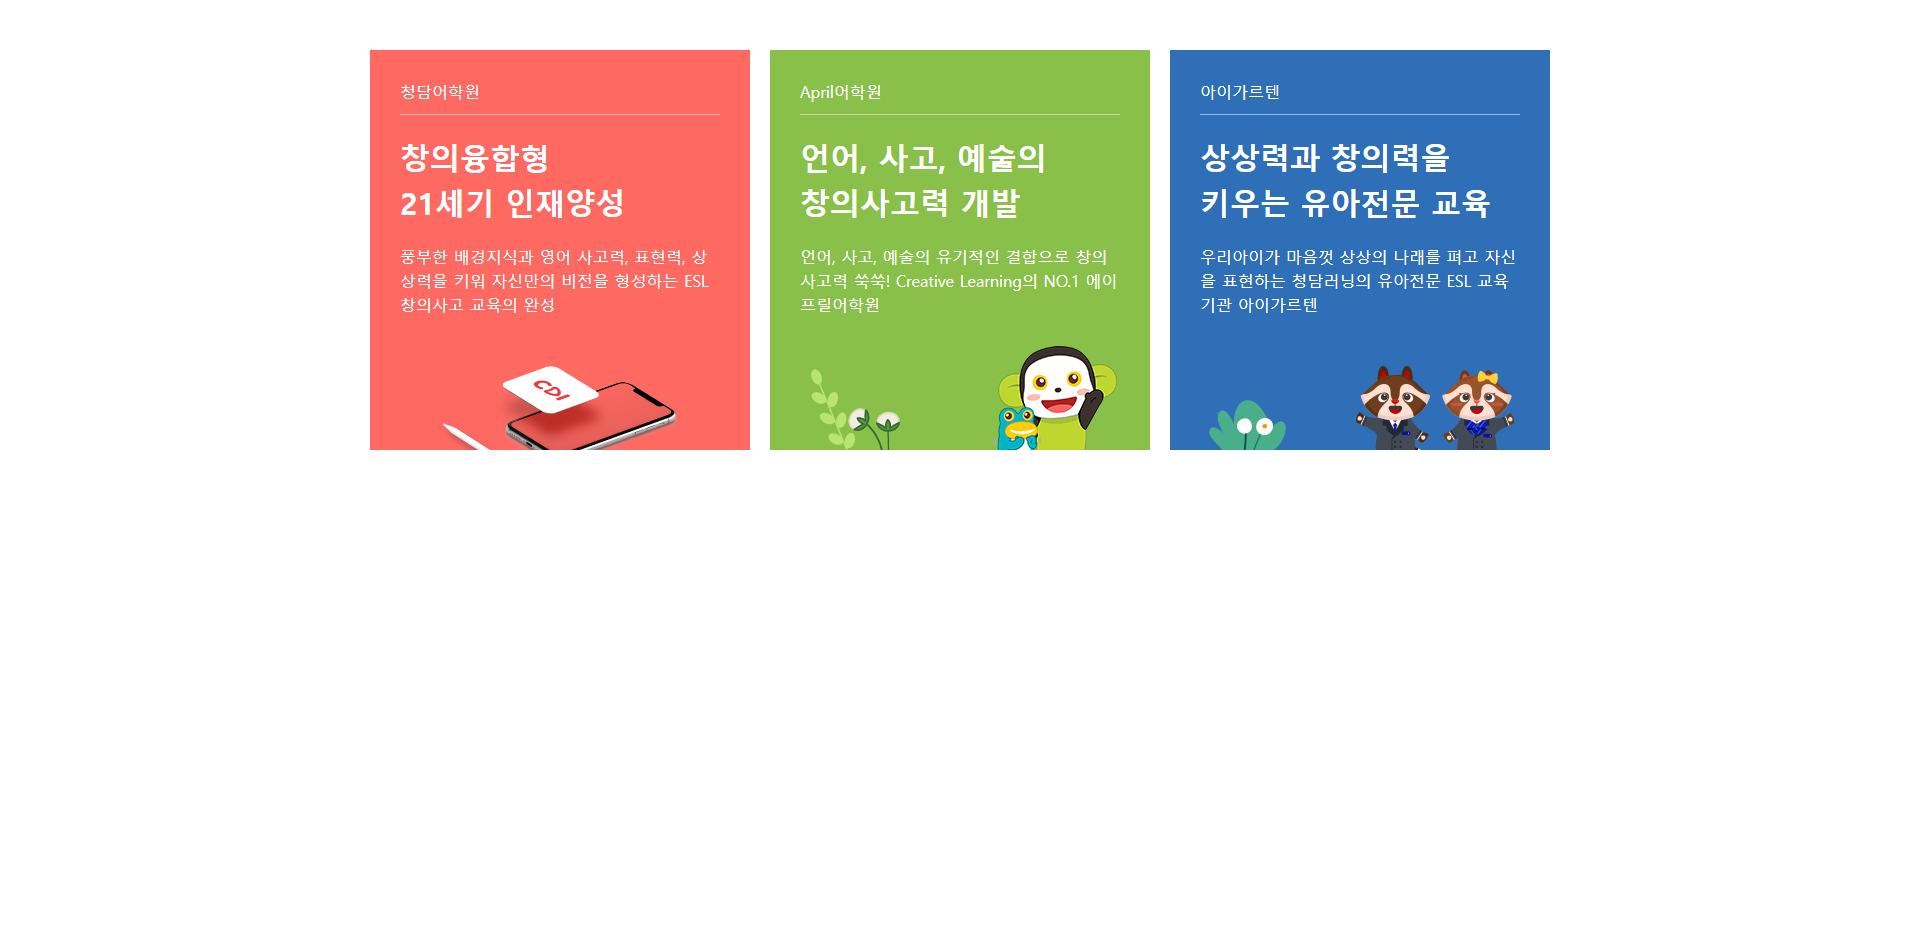 청담어학원
창의융합형
21세기 인재양성
풍부한 배경지식과 영어 사고력, 표현력, 상
상력을 키워 자신만의 비전을 형성하는 ESL
창의사고 교육의 완성
CDI
April어학원
언어, 사고, 예술의
창의사고력 개발
언어, 사고, 예술의 유기적인 결합으로 창의
사고력 쑥쑥! Creative Learning의 NO.1 에이
프릴어학원
아이가르텐
상상력과 창의력을
키우는 유아전문 교육
우리아이가 마음껏 상상의 나래를 펴고 자신
을 표현하는 청담러닝의 유아전문 ESL 교육
기관 아이가르텐